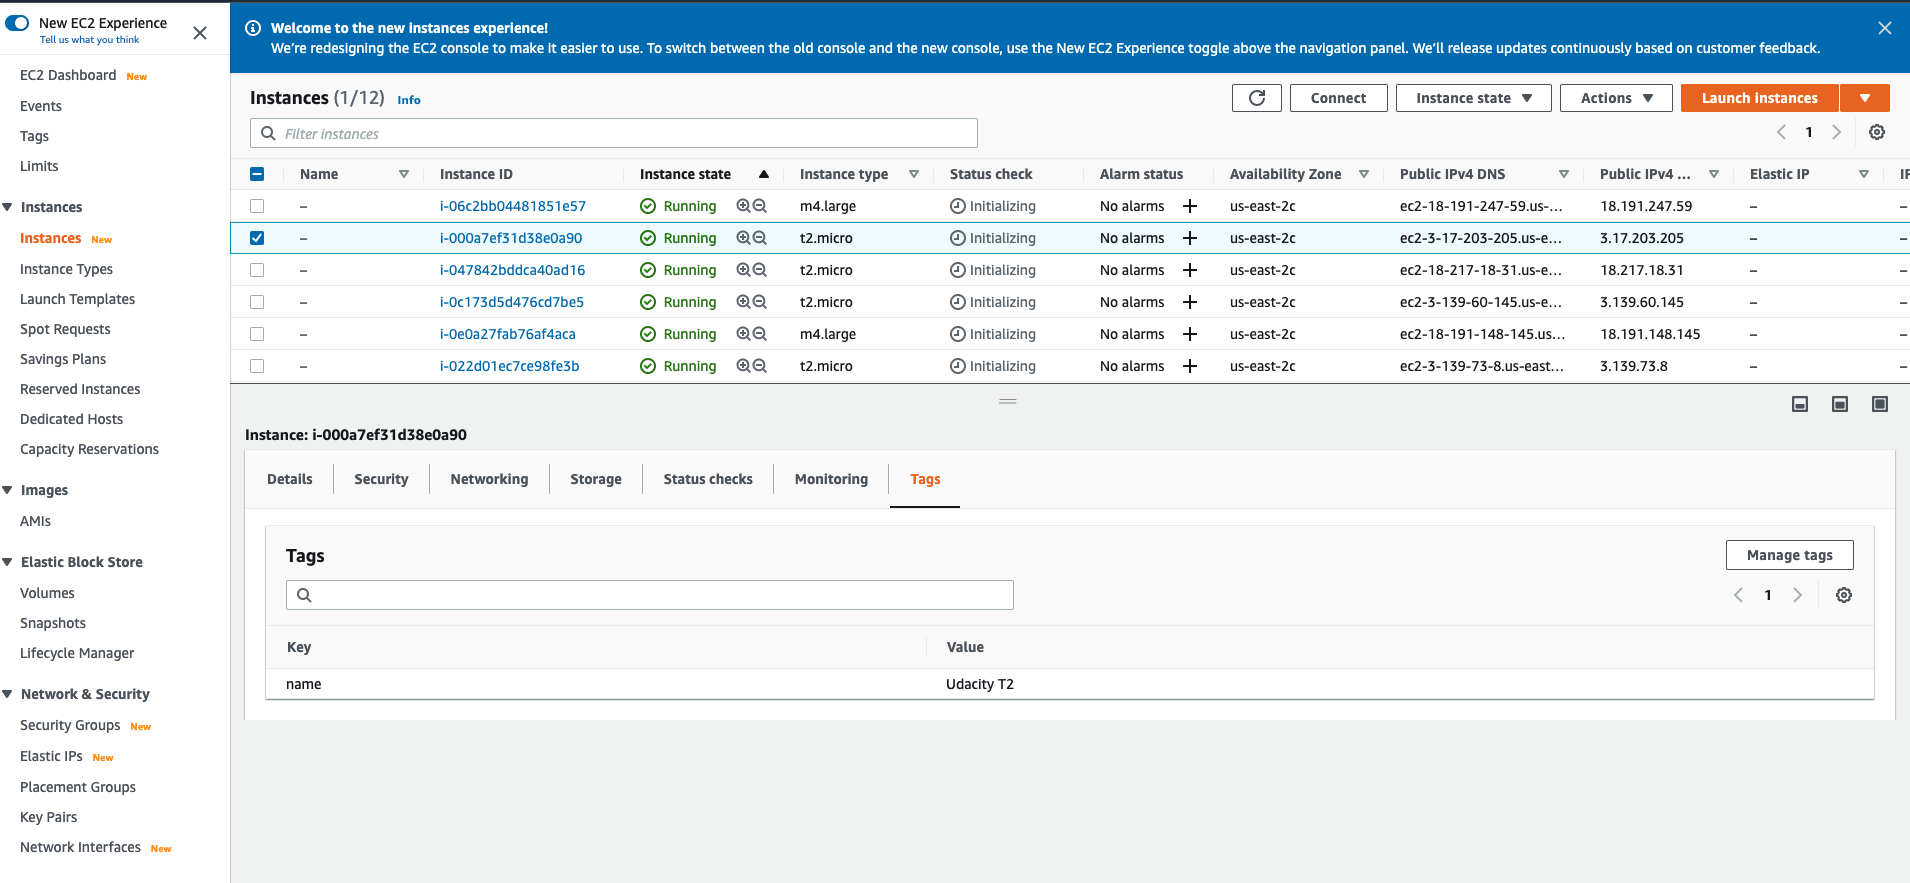 New EC2 Experience
Tell us what you think
EC2 Dashboard New
Events
Tags
Limits
Instances
Instances New
Instance Types
Launch Templates
Spot Requests
Savings Plans
Reserved Instances
Dedicated Hosts
Capacity Reservations
Images
AMIs
Elastic Block Store
Volumes
Snapshots
Lifecycle Manager
Network & Security
Security Groups New
Elastic IPs New
Placement Groups
Key Pairs
Network Interfaces New
Welcome to the new instances experience!
We're redesigning the EC2 console to make it easier to use. To switch between the old console and the new console, use the New EC2 Experience toggle above the navigation panel. We'll release updates continuously based on customer feedback.
Instances (1/12) Info
Connect Instance state Actions Launch instances
Filter instances
1
Name Instance ID Instance state Instance type Status check Alarm status Availability Zone Public IPv4 DNS Public IPv4 ... Elastic IP IP
– i-06c2bb04481851e57 Running m4.large Initializing No alarms + us-east-2c ec2-18-191-247-59.us-... 18.191.247.59 – –
– i-000a7ef31d38e0a90 Running t2.micro Initializing No alarms + us-east-2c ec2-3-17-203-205.us-e... 3.17.203.205 – –
– i-047842bddca40ad16 Running t2.micro Initializing No alarms + us-east-2c ec2-18-217-18-31.us-e... 18.217.18.31 – –
– i-0c173d5d476cd7be5 Running t2.micro Initializing No alarms + us-east-2c ec2-3-139-60-145.us-e... 3.139.60.145 – –
– i-0e0a27fab76af4aca Running m4.large Initializing No alarms + us-east-2c ec2-18-191-148-145.us... 18.191.148.145 – –
– i-022d01ec7ce98fe3b Running t2.micro Initializing No alarms + us-east-2c ec2-3-139-73-8.us-east... 3.139.73.8 – –
Instance: i-000a7ef31d38e0a90
Details Security Networking Storage Status checks Monitoring Tags
Tags
Manage tags
1
Key Value
name Udacity T2